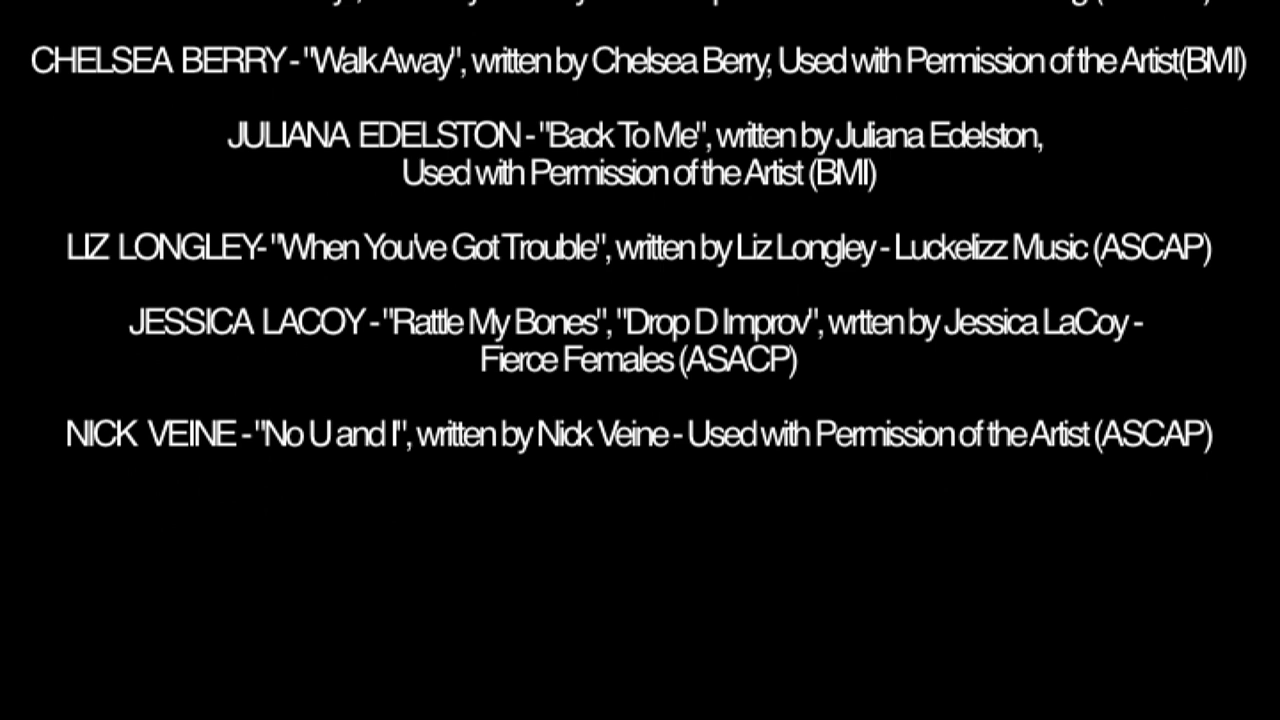 CHELSEA BERRY - "Walk Away", written by Chelsea Berry, Used with Permission of the Artist(BMI)
JULIANA EDELSTON - "Back To Me", written by Juliana Edelston,
Used with Permission of the Artist (BMI)
LIZ LONGLEY- "When You've Got Trouble", written by Liz Longley - Luckelizz Music (ASCAP)
JESSICA LACOY - "Rattle My Bones", "Drop D Improv", wrtten by Jessica LaCoy -
Fierce Females (ASACP)
NICK VEINE - "No U and I", written by Nick Veine - Used with Permission of the Artist (ASCAP)